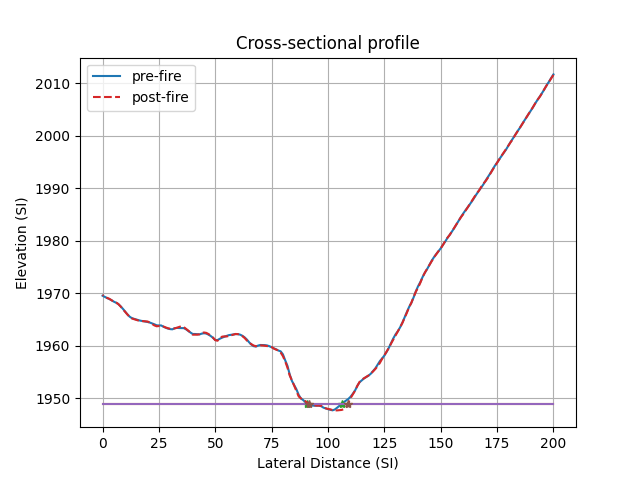 Cross-sectional profile
pre-fire
post-fire
2010
2000
1990
1980
1970
1960
1950
Elevation (SI)
0 25 50 75 100 125 150 175 200
Lateral Distance (SI)